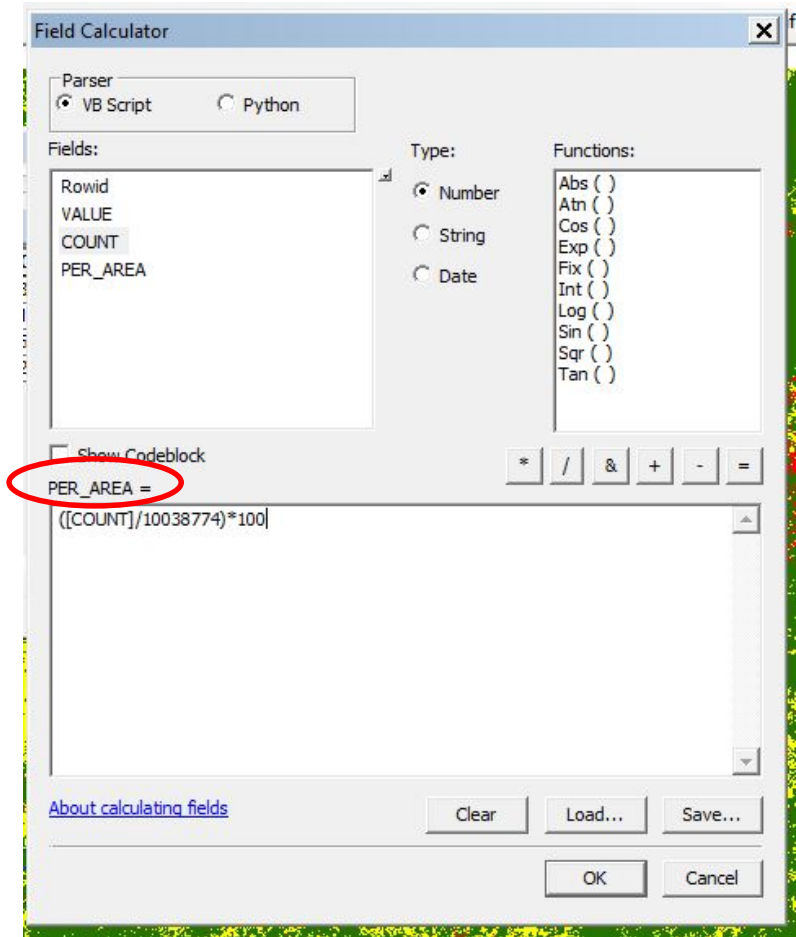 Field Calculator
Parser
VB Script Python
Fields: Type: Functions:
Rowid
VALUE
COUNT
PER_AREA
Number
String
Date
Abs ( )
Atn ( )
Cos ( )
Exp ( )
Fix ( )
Int ( )
Log ( )
Sin ( )
Sqr ( )
Tan ( )
Show Codeblock
* / & + - =
PER_AREA =
([COUNT]/10038774)*100
About calculating fields Clear Load... Save...
OK Cancel